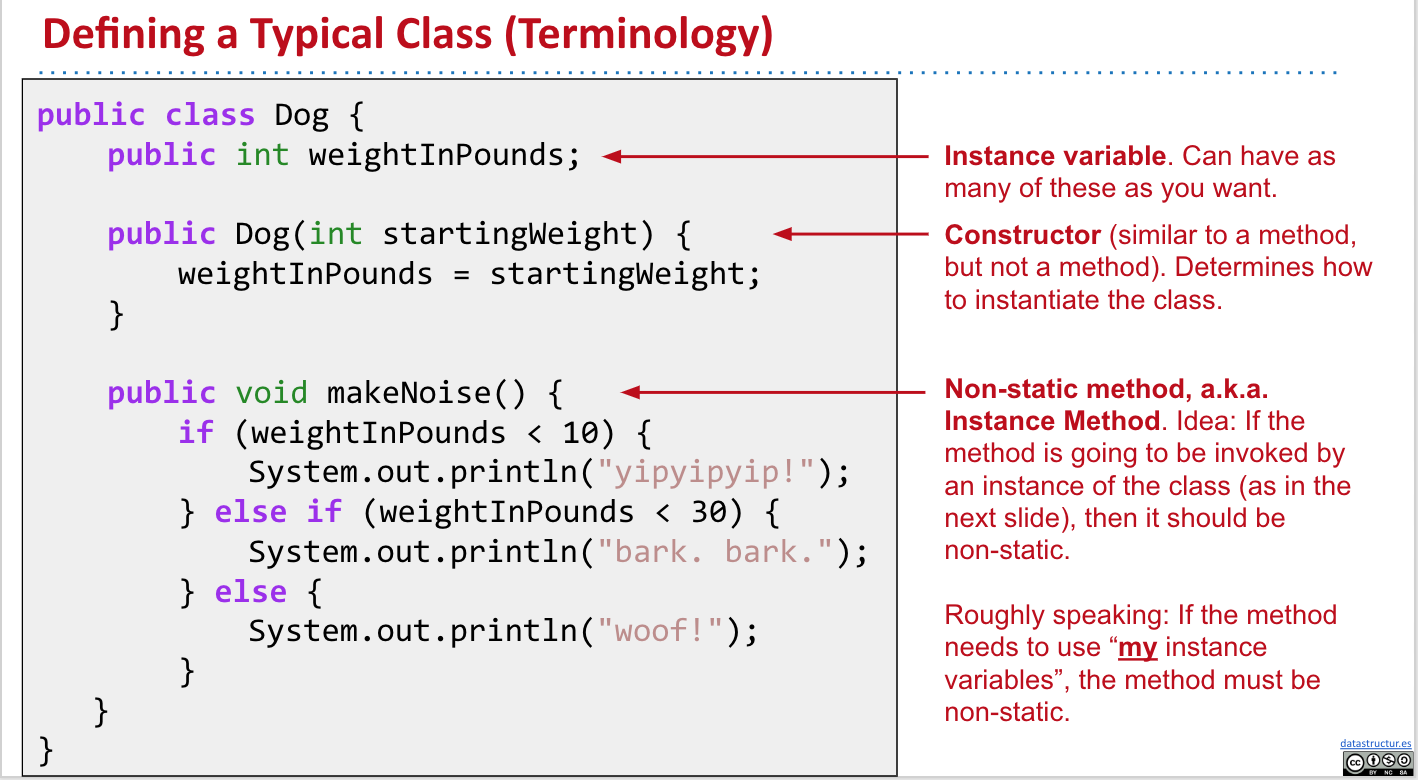 Defining a Typical Class (Terminology)
public class Dog {
public int weightInPounds;
public Dog(int startingWeight) {
weightInPounds = startingWeight;
}
public void makeNoise() {
if (weightInPounds < 10) {
System.out.println("yipyipyip!");
} else if (weightInPounds < 30) {
System.out.println("bark. bark.");
} else {
System.out.println("woof!");
}
}
}
Instance variable. Can have as
many of these as you want.
Constructor (similar to a method,
but not a method). Determines how
to instantiate the class.
Non-static method, a.k.a.
Instance Method. Idea: If the
method is going to be invoked by
an instance of the class (as in the
next slide), then it should be
non-static.
Roughly speaking: If the method
needs to use “my instance
variables”, the method must be
non-static.
datastructur.es
cc
BY NC SA